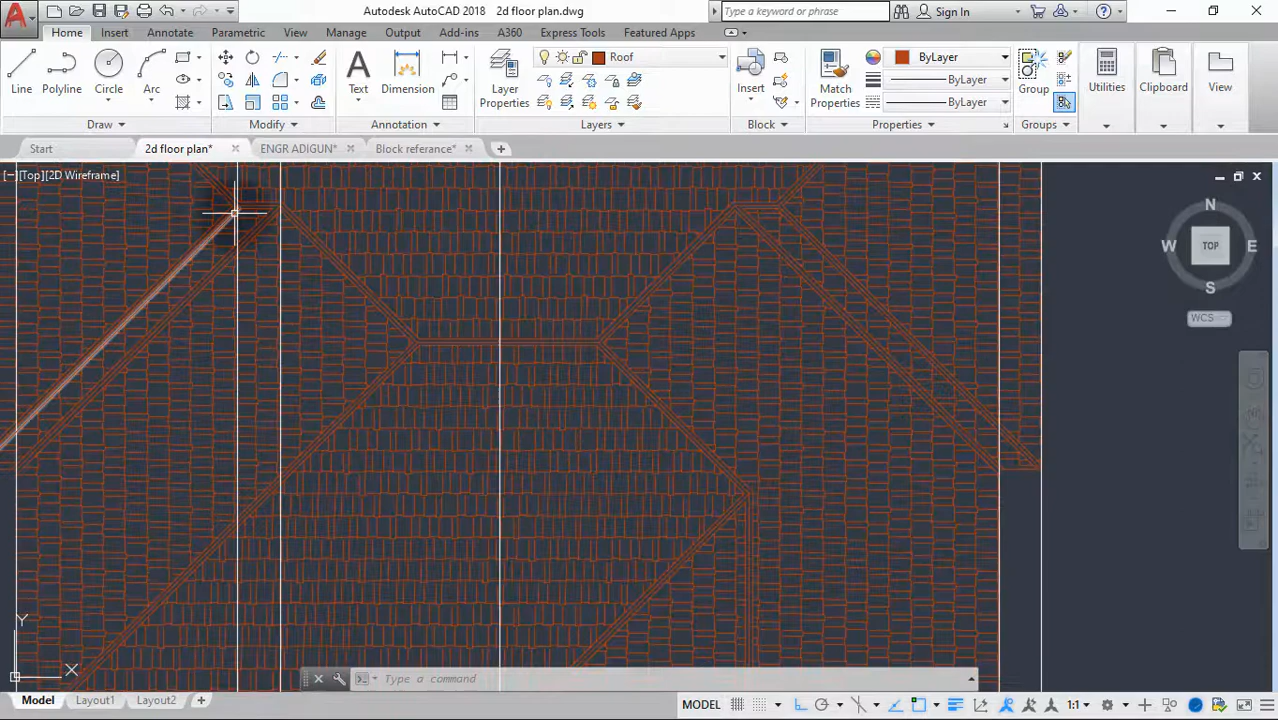 A
Autodesk AutoCAD 2018 2d floor plan.dwg
Type a keyword or phrase
Sign In
Home Insert Annotate Parametric View Manage Output Add-ins A360 Express Tools Featured Apps
Line Polyline Circle Arc
Text Dimension
Layer Properties
Roof
Insert
Match Properties
ByLayer
ByLayer
ByLayer
Group Utilities Clipboard View
Draw Modify Annotation Layers Block Properties Groups
Start 2d floor plan* ENGR ADIGUN* Block referance*
[−][Top][2D Wireframe]
N
W TOP E
S
WCS
Y
X
Type a command
Model Layout1 Layout2
MODEL 1:1